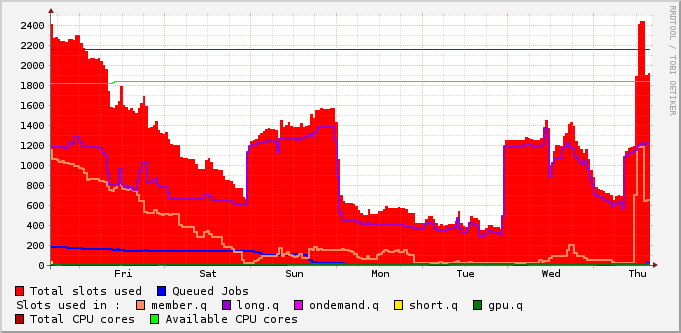 RRDTOOL / TOBI OETIKER
2400
2200
2000
1800
1600
1400
1200
1000
800
600
400
200
0
Fri Sat Sun Mon Tue Wed Thu
Total slots used Queued Jobs
Slots used in : member.q long.q ondemand.q short.q gpu.q
Total CPU cores Available CPU cores